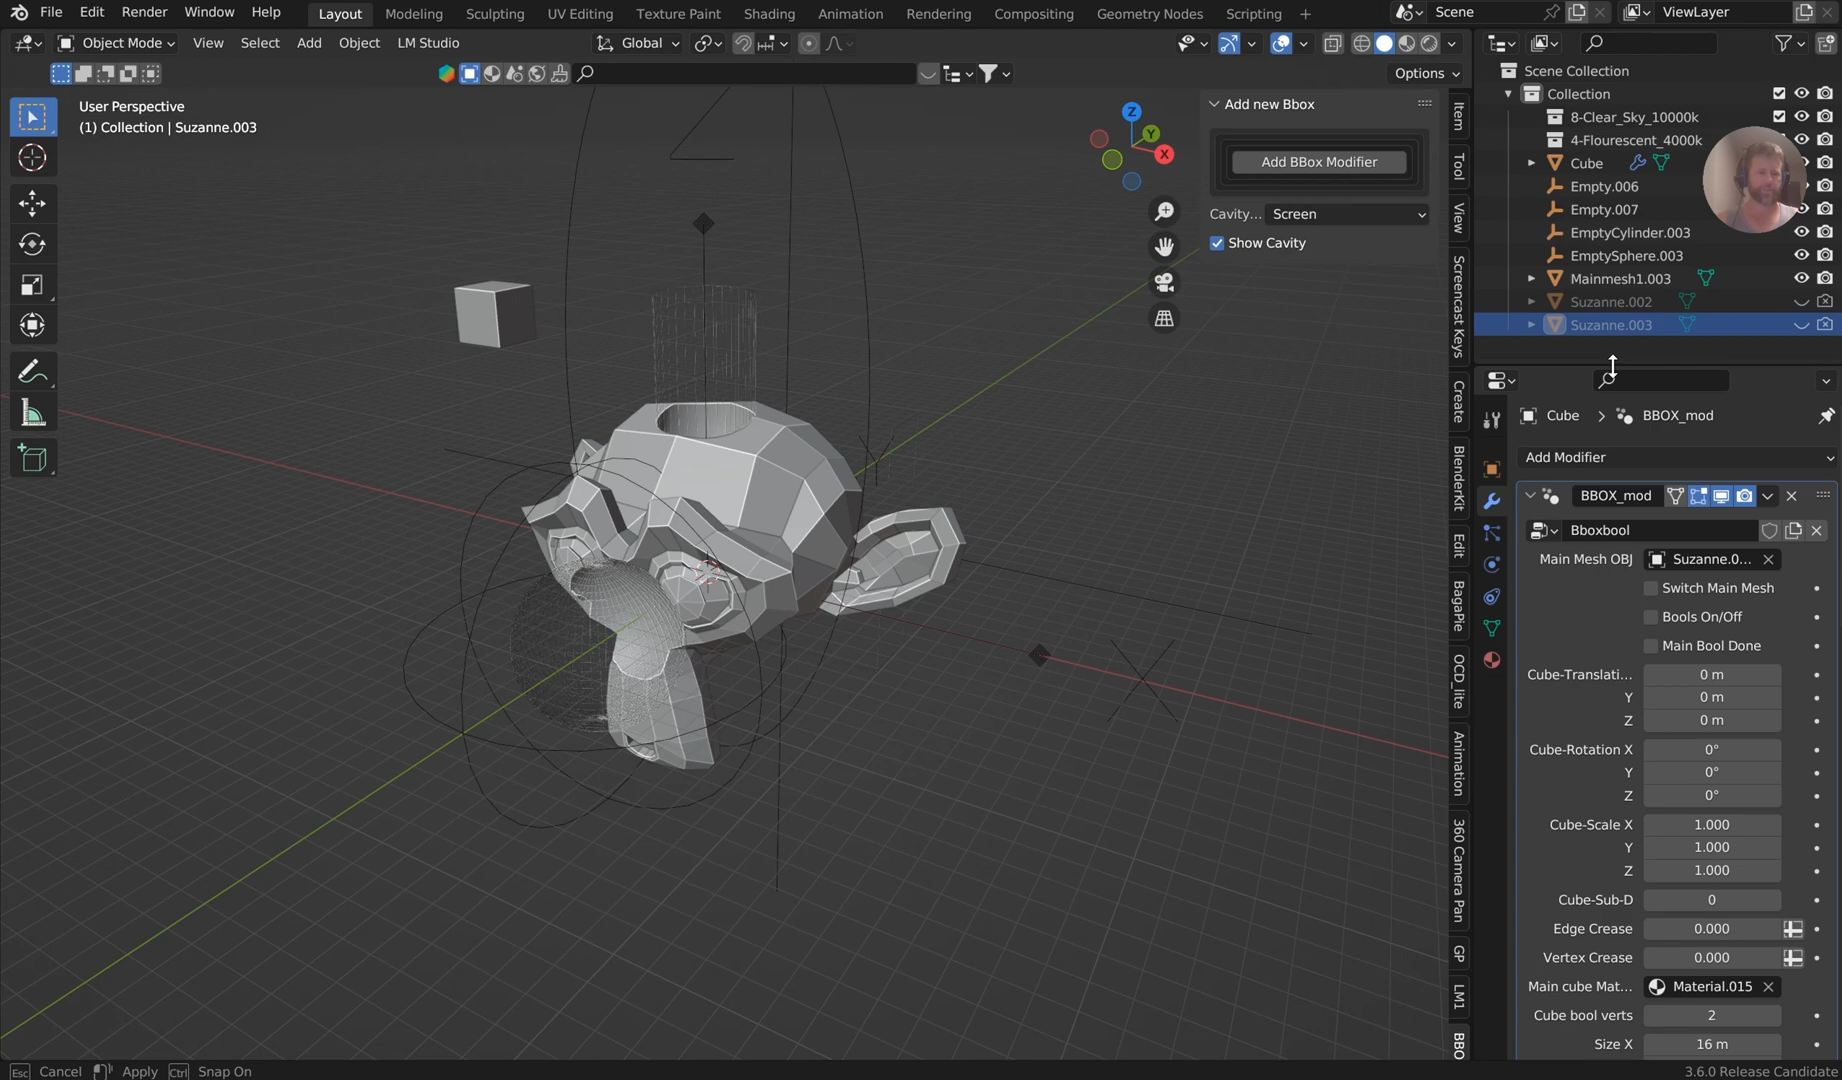 File Edit Render Window Help Layout Modeling Sculpting UV Editing Texture Paint Shading Animation Rendering Compositing Geometry Nodes Scripting + Scene ViewLayer
Object Mode View Select Add Object LM Studio Global
Options
User Perspective
(1) Collection | Suzanne.003
Z
Y
X
Add new Bbox
Add BBox Modifier
Cavity... Screen
Show Cavity
Item
Tool
View
Screencast Keys
Create
BlenderKit
Edit
BagaPie
OCD_lite
Animation
360 Camera Pan
GP
LM1
BBO
Scene Collection
Collection
8-Clear_Sky_10000k
4-Flourescent_4000k
Cube
Empty.006
Empty.007
EmptyCylinder.003
EmptySphere.003
Mainmesh1.003
Suzanne.002
Suzanne.003
Cube > BBOX_mod
Add Modifier
BBOX_mod
Bboxbool
Main Mesh OBJ Suzanne.0...
Switch Main Mesh
Bools On/Off
Main Bool Done
Cube-Translati... 0 m
Y 0 m
Z 0 m
Cube-Rotation X 0°
Y 0°
Z 0°
Cube-Scale X 1.000
Y 1.000
Z 1.000
Cube-Sub-D 0
Edge Crease 0.000
Vertex Crease 0.000
Main cube Mat... Material.015
Cube bool verts 2
Size X 16 m
Esc Cancel Apply Ctrl Snap On 3.6.0 Release Candidate